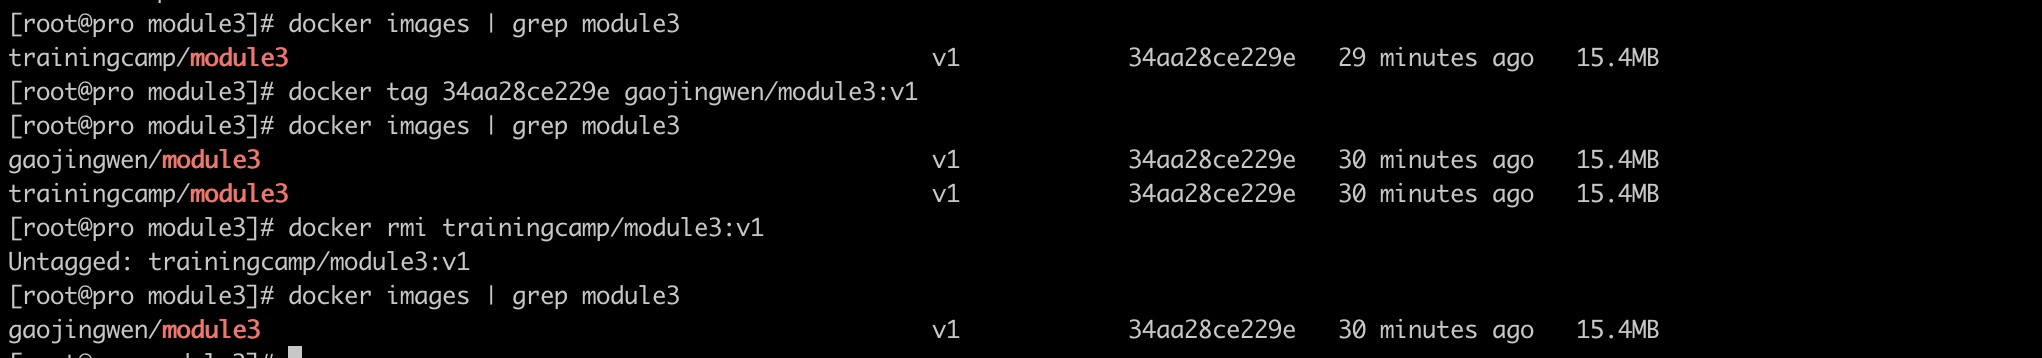 [root@pro module3]# docker images | grep module3
trainingcamp/module3 v1 34aa28ce229e 29 minutes ago 15.4MB
[root@pro module3]# docker tag 34aa28ce229e gaojingwen/module3:v1
[root@pro module3]# docker images | grep module3
gaojingwen/module3 v1 34aa28ce229e 30 minutes ago 15.4MB
trainingcamp/module3 v1 34aa28ce229e 30 minutes ago 15.4MB
[root@pro module3]# docker rmi trainingcamp/module3:v1
Untagged: trainingcamp/module3:v1
[root@pro module3]# docker images | grep module3
gaojingwen/module3 v1 34aa28ce229e 30 minutes ago 15.4MB
[root@pro module3]#